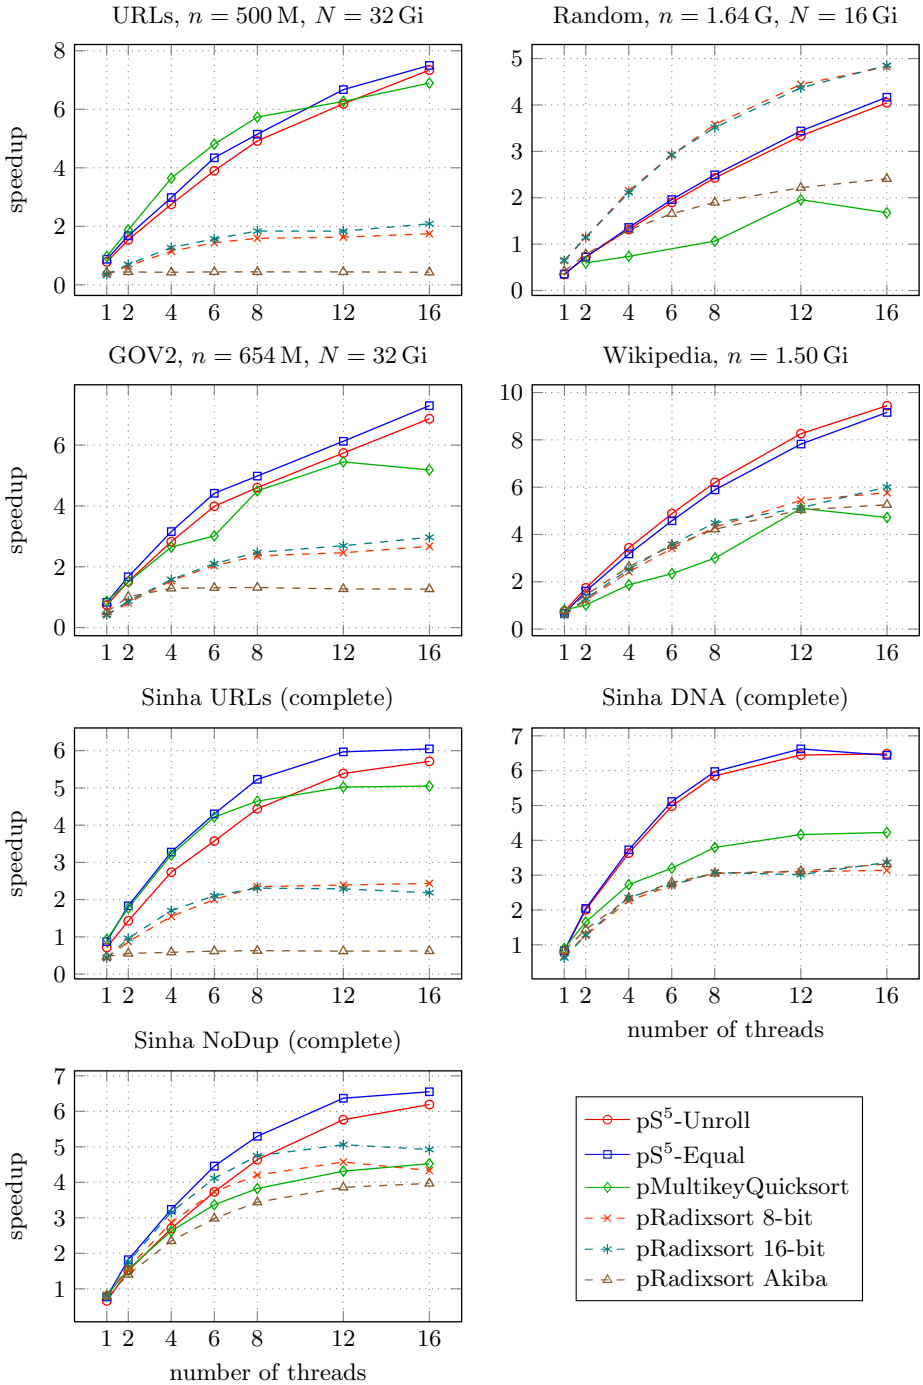 URLs, n = 500 M, N = 32 Gi
speedup
8
6
4
2
0
1 2 4 6 8 12 16
Random, n = 1.64 G, N = 16 Gi
5
4
3
2
1
0
1 2 4 6 8 12 16
GOV2, n = 654 M, N = 32 Gi
speedup
6
4
2
0
1 2 4 6 8 12 16
Wikipedia, n = 1.50 Gi
10
8
6
4
2
0
1 2 4 6 8 12 16
Sinha URLs (complete)
speedup
6
5
4
3
2
1
0
1 2 4 6 8 12 16
Sinha DNA (complete)
7
6
5
4
3
2
1
1 2 4 6 8 12 16
number of threads
Sinha NoDup (complete)
speedup
7
6
5
4
3
2
1
1 2 4 6 8 12 16
number of threads
pS⁵-Unroll
pS⁵-Equal
pMultikeyQuicksort
pRadixsort 8-bit
pRadixsort 16-bit
pRadixsort Akiba